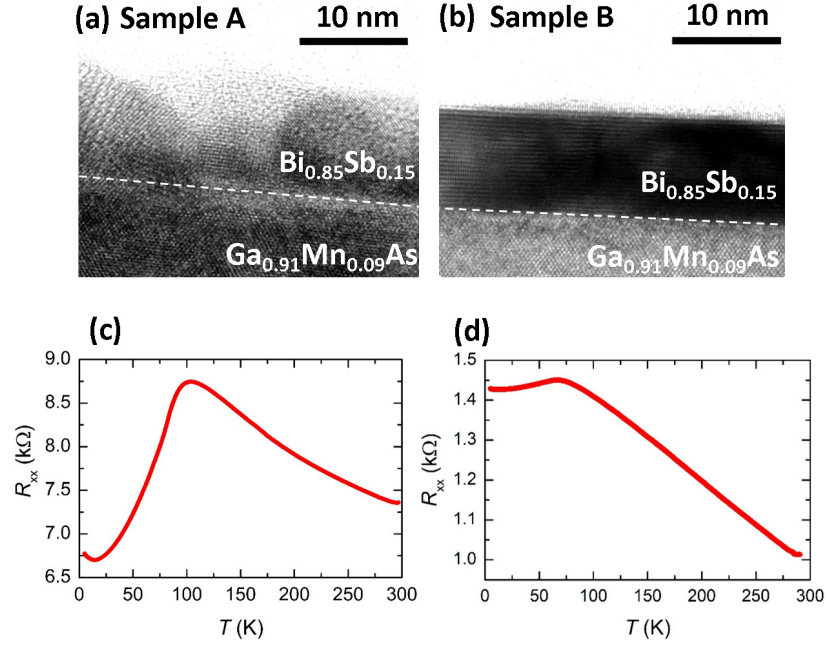 (a) Sample A
10 nm
Bi₀.₈₅Sb₀.₁₅
Ga₀.₉₁Mn₀.₀₉As
(b) Sample B
10 nm
Bi₀.₈₅Sb₀.₁₅
Ga₀.₉₁Mn₀.₀₉As
(c)
9.0
8.5
8.0
7.5
7.0
6.5
Rxx (kΩ)
0 50 100 150 200 250 300
T (K)
(d)
1.5
1.4
1.3
1.2
1.1
1.0
Rxx (kΩ)
0 50 100 150 200 250 300
T (K)